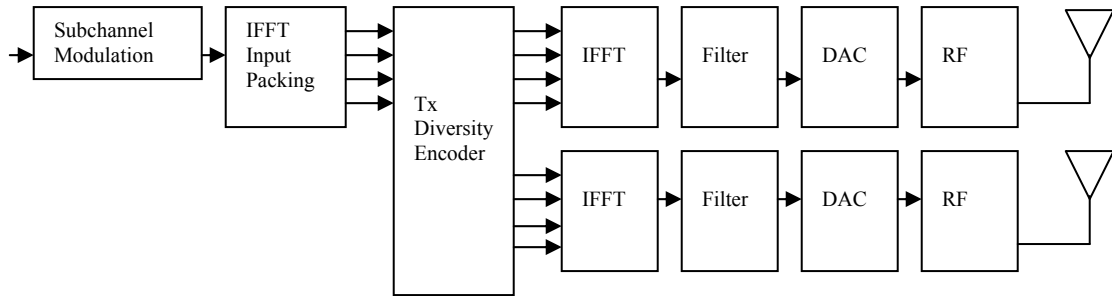 Subchannel
Modulation
IFFT
Input
Packing
Tx
Diversity
Encoder
IFFT
Filter
DAC
RF
IFFT
Filter
DAC
RF